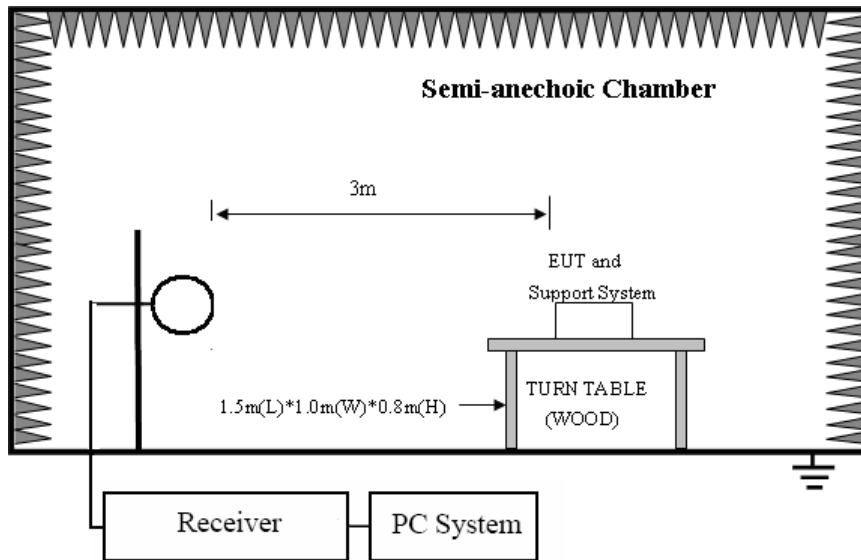 Semi-anechoic Chamber
3m
EUT and
Support System
1.5m(L)*1.0m(W)*0.8m(H)
TURN TABLE
(WOOD)
Receiver
PC System